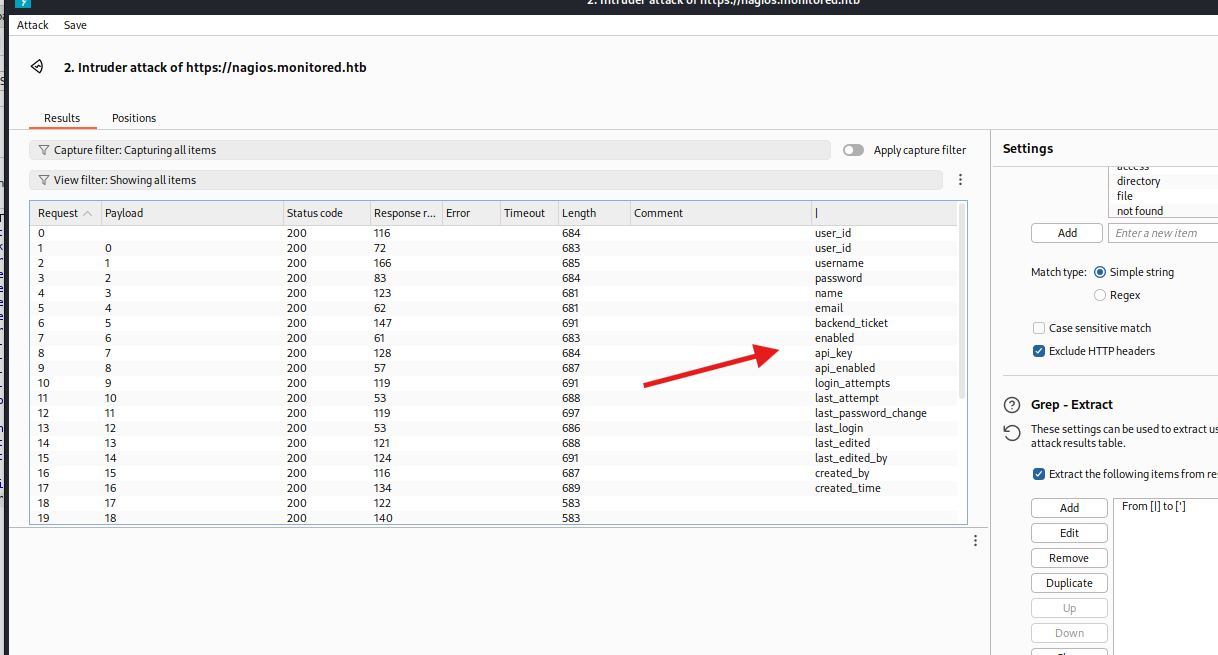 2. Intruder attack of https://nagios.monitored.htb
Attack Save
2. Intruder attack of https://nagios.monitored.htb
Results Positions
Capture filter: Capturing all items
Apply capture filter
View filter: Showing all items
Request Payload Status code Response r... Error Timeout Length Comment |
0 200 116 684 user_id
1 0 200 72 683 user_id
2 1 200 166 685 username
3 2 200 83 684 password
4 3 200 123 681 name
5 4 200 62 681 email
6 5 200 147 691 backend_ticket
7 6 200 61 683 enabled
8 7 200 128 684 api_key
9 8 200 57 687 api_enabled
10 9 200 119 691 login_attempts
11 10 200 53 688 last_attempt
12 11 200 119 697 last_password_change
13 12 200 53 686 last_login
14 13 200 121 688 last_edited
15 14 200 124 691 last_edited_by
16 15 200 116 687 created_by
17 16 200 134 689 created_time
18 17 200 122 583
19 18 200 140 583
Settings
access
directory
file
not found
Add Enter a new item
Match type: Simple string
Regex
Case sensitive match
Exclude HTTP headers
Grep - Extract
These settings can be used to extract us
attack results table.
Extract the following items from re
Add From [|] to [']
Edit
Remove
Duplicate
Up
Down